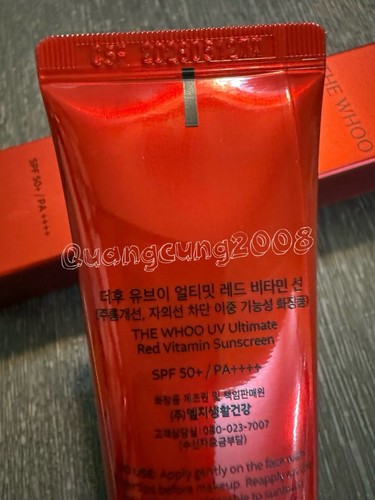 THE WHOO
SPF 50+ / PA++++
Quangcung2008
더후 유브이 얼티밋 레드 비타민 선
(주름개선, 자외선 차단 이중 기능성 화장품)
THE WHOO UV Ultimate
Red Vitamin Sunscreen
SPF 50+ / PA++++
화장품 제조원 및 책임판매원
(주)엘지생활건강
고객상담실: 080-023-7007
(수신자요금부담)
TO USE: Apply gently on the face with
before makeup.